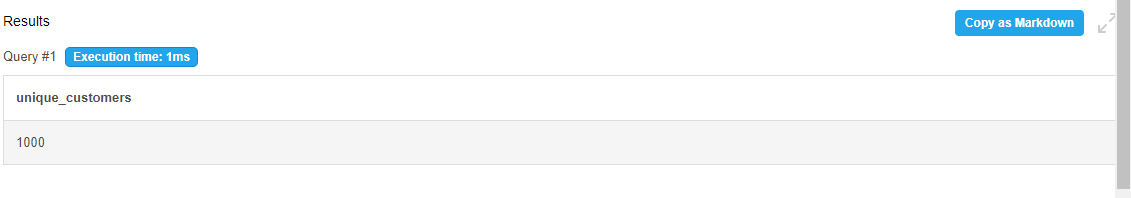 Results
Copy as Markdown
Query #1 Execution time: 1ms
unique_customers
1000